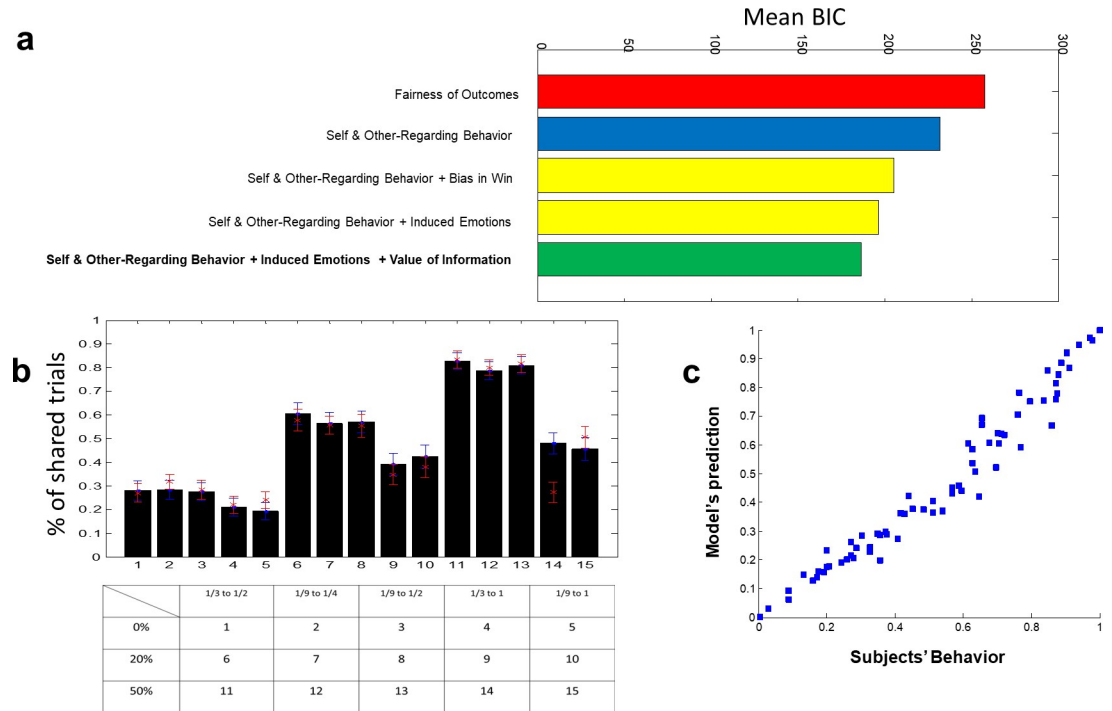 Mean BIC
a
0 50 100 150 200 250 300
Fairness of Outcomes
Self & Other-Regarding Behavior
Self & Other-Regarding Behavior + Bias in Win
Self & Other-Regarding Behavior + Induced Emotions
Self & Other-Regarding Behavior + Induced Emotions + Value of Information
b
% of shared trials
1
0.9
0.8
0.7
0.6
0.5
0.4
0.3
0.2
0.1
0
1 2 3 4 5 6 7 8 9 10 11 12 13 14 15
1/3 to 1/2 1/9 to 1/4 1/9 to 1/2 1/3 to 1 1/9 to 1
0% 1 2 3 4 5
20% 6 7 8 9 10
50% 11 12 13 14 15
c
Model's prediction
1
0.9
0.8
0.7
0.6
0.5
0.4
0.3
0.2
0.1
0
0 0.2 0.4 0.6 0.8 1
Subjects' Behavior